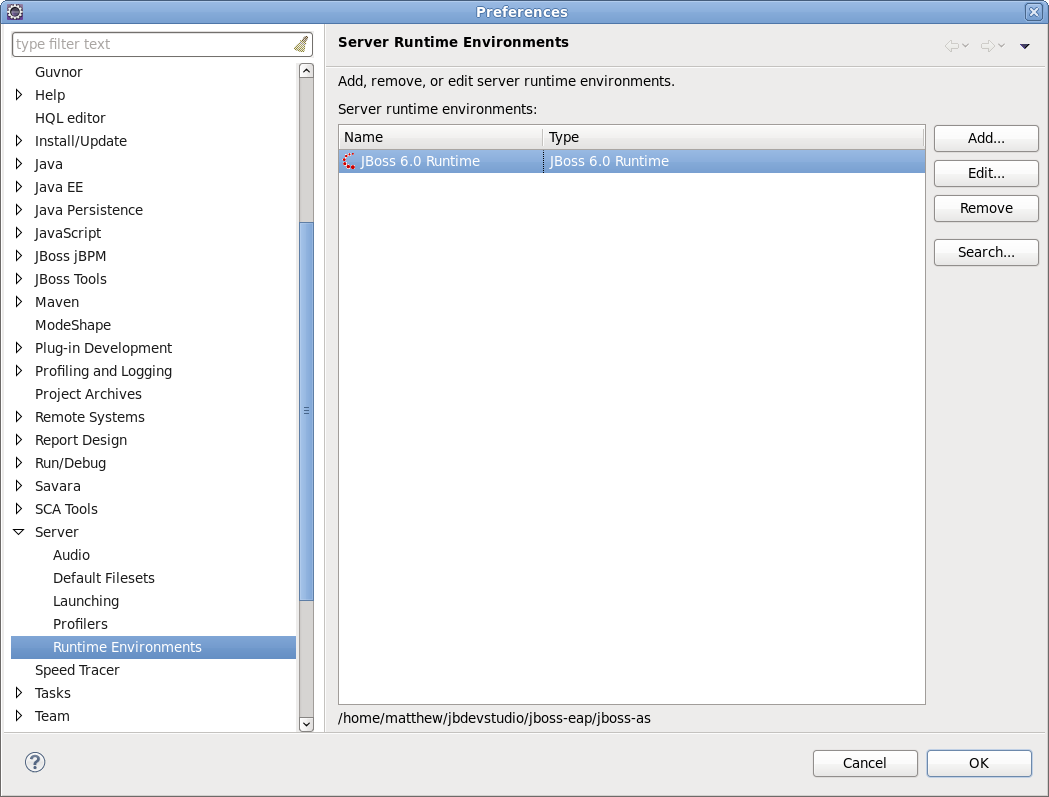 Preferences
type filter text
Guvnor
Help
HQL editor
Install/Update
Java
Java EE
Java Persistence
JavaScript
JBoss jBPM
JBoss Tools
Maven
ModeShape
Plug-in Development
Profiling and Logging
Project Archives
Remote Systems
Report Design
Run/Debug
Savara
SCA Tools
Server
Audio
Default Filesets
Launching
Profilers
Runtime Environments
Speed Tracer
Tasks
Team
Server Runtime Environments
Add, remove, or edit server runtime environments.
Server runtime environments:
Name Type
JBoss 6.0 Runtime JBoss 6.0 Runtime
Add...
Edit...
Remove
Search...
/home/matthew/jbdevstudio/jboss-eap/jboss-as
?
Cancel OK